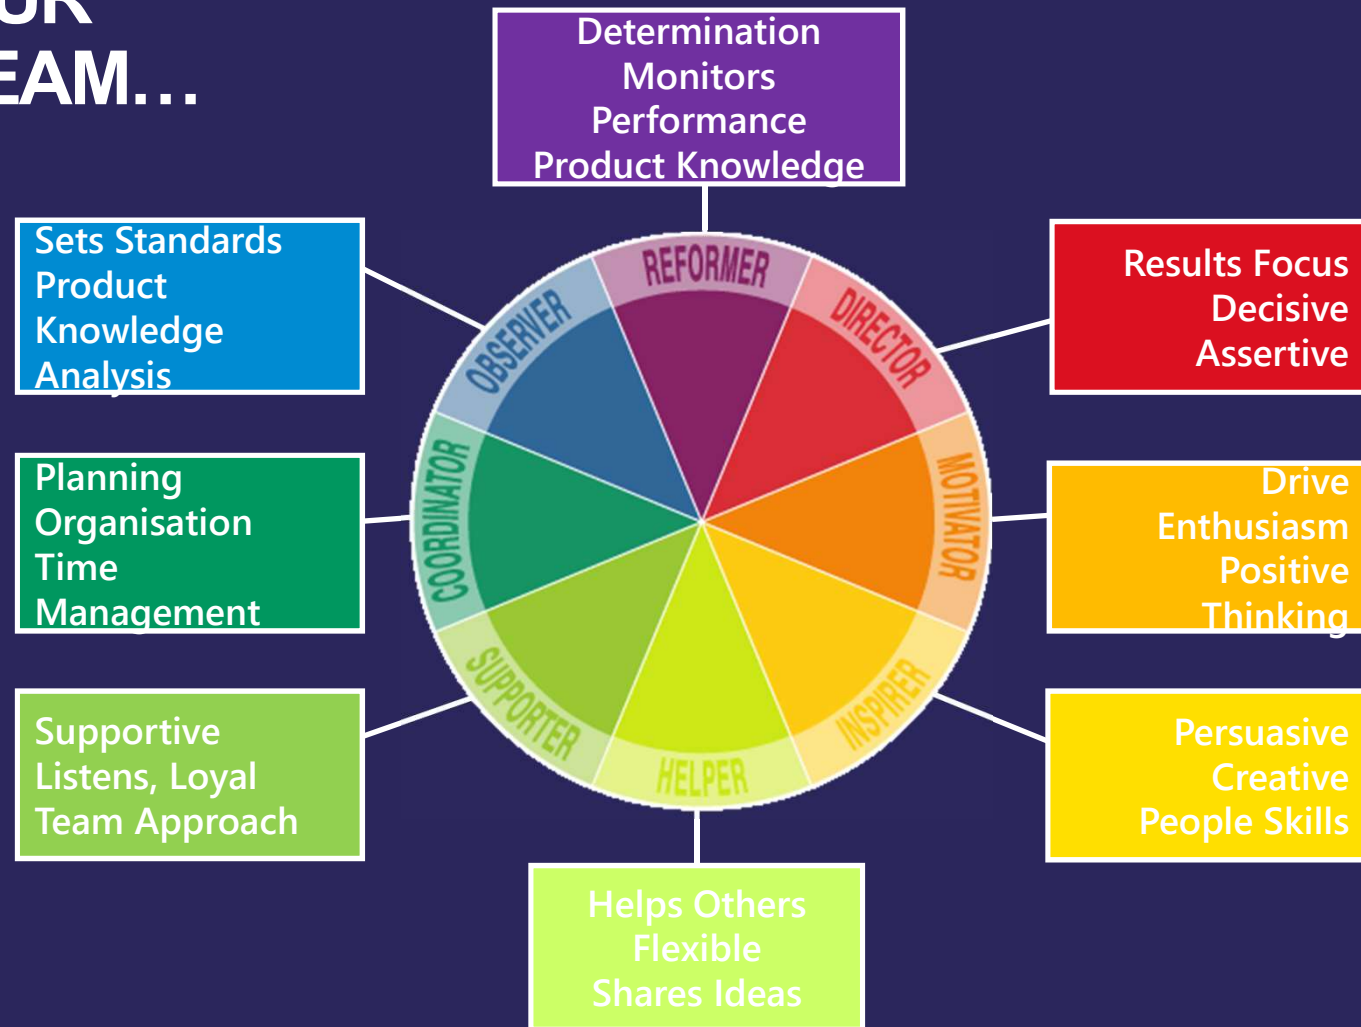 UR
EAM...
Determination
Monitors
Performance
Product Knowledge
Sets Standards
Product
Knowledge
Analysis
Results Focus
Decisive
Assertive
REFORMER
OBSERVER
DIRECTOR
COORDINATOR
MOTIVATOR
SUPPORTER
INSPIRER
HELPER
Planning
Organisation
Time
Management
Drive
Enthusiasm
Positive
Thinking
Supportive
Listens, Loyal
Team Approach
Persuasive
Creative
People Skills
Helps Others
Flexible
Shares Ideas